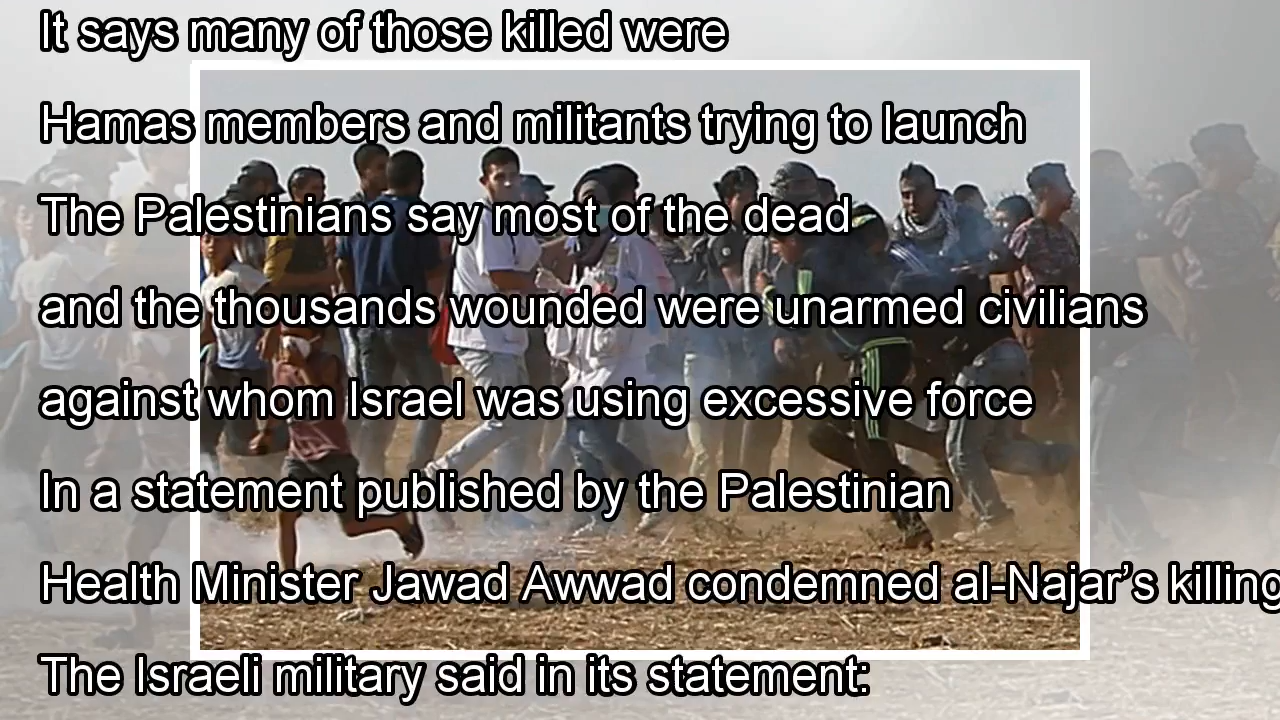 It says many of those killed were
Hamas members and militants trying to launch
The Palestinians say most of the dead
and the thousands wounded were unarmed civilians
against whom Israel was using excessive force
In a statement published by the Palestinian
Health Minister Jawad Awwad condemned al-Najar’s killing
The Israeli military said in its statement: